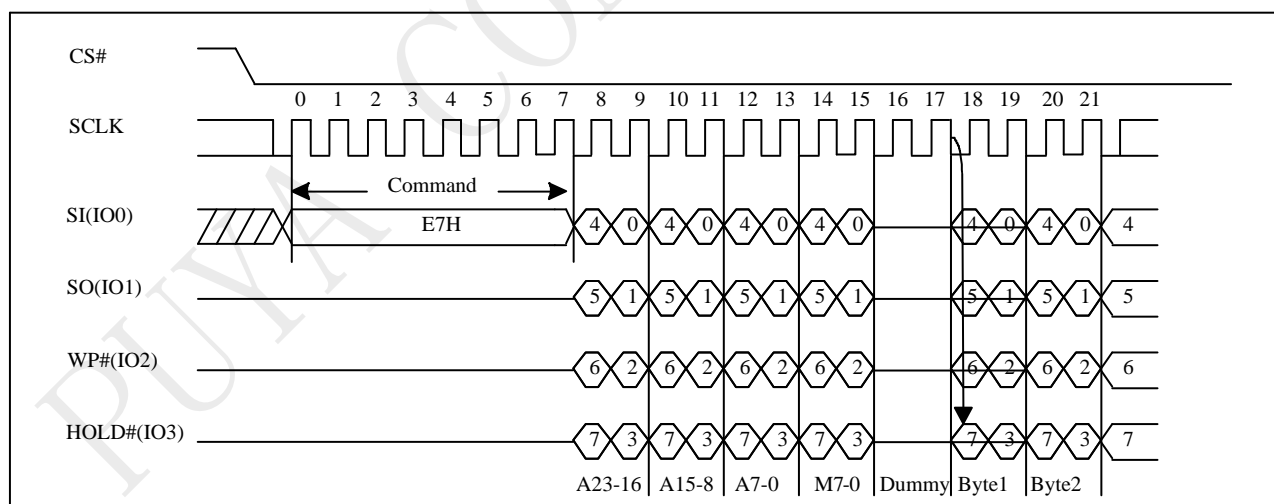 PUYA CON
CS#
0 1 2 3 4 5 6 7 8 9 10 11 12 13 14 15 16 17 18 19 20 21
SCLK
Command
SI(IO0) E7H 4 0 4 0 4 0 4 0 4 0 4 0 4
SO(IO1) 5 1 5 1 5 1 5 1 5 1 5 1 5
WP#(IO2) 6 2 6 2 6 2 6 2 6 2 6 2 6
HOLD#(IO3) 7 3 7 3 7 3 7 3 7 3 7 3 7
A23-16 A15-8 A7-0 M7-0 Dummy Byte1 Byte2